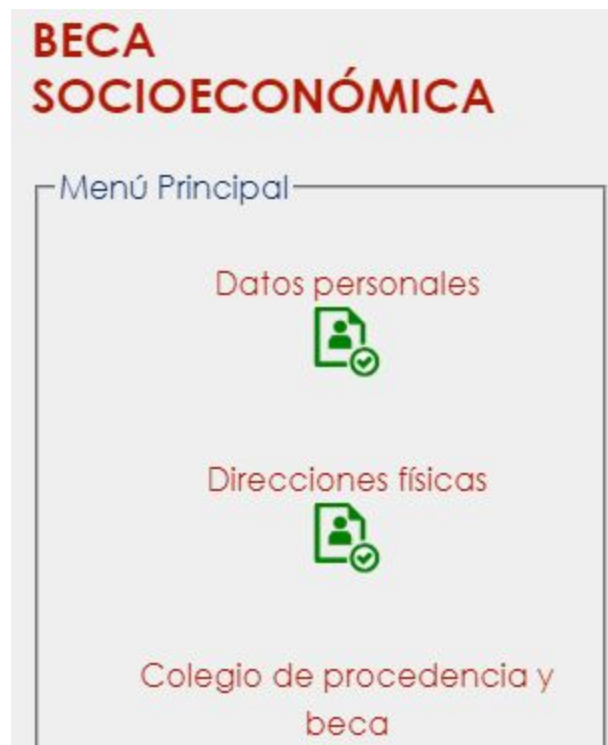 BECA
SOCIOECONÓMICA
Menú Principal
Datos personales
Direcciones físicas
Colegio de procedencia y
beca